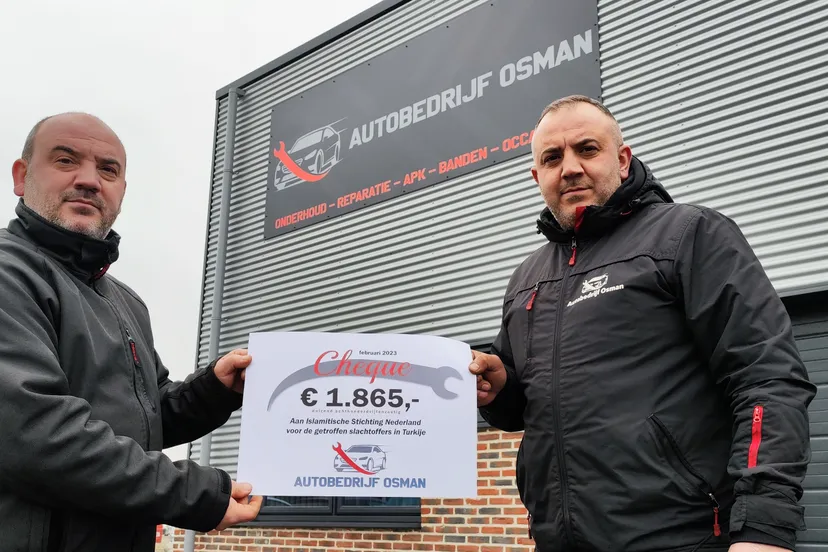 AUTOBEDRIJF OSMAN
ONDERHOUD - REPARATIE - APK - BANDEN - OCCA
Autobedrijf Osman
februari 2023
Cheque
€ 1.865,-
Aan Islamitische Stichting Nederland
voor de getroffen slachtoffers in Turkije
AUTOBEDRIJF OSMAN